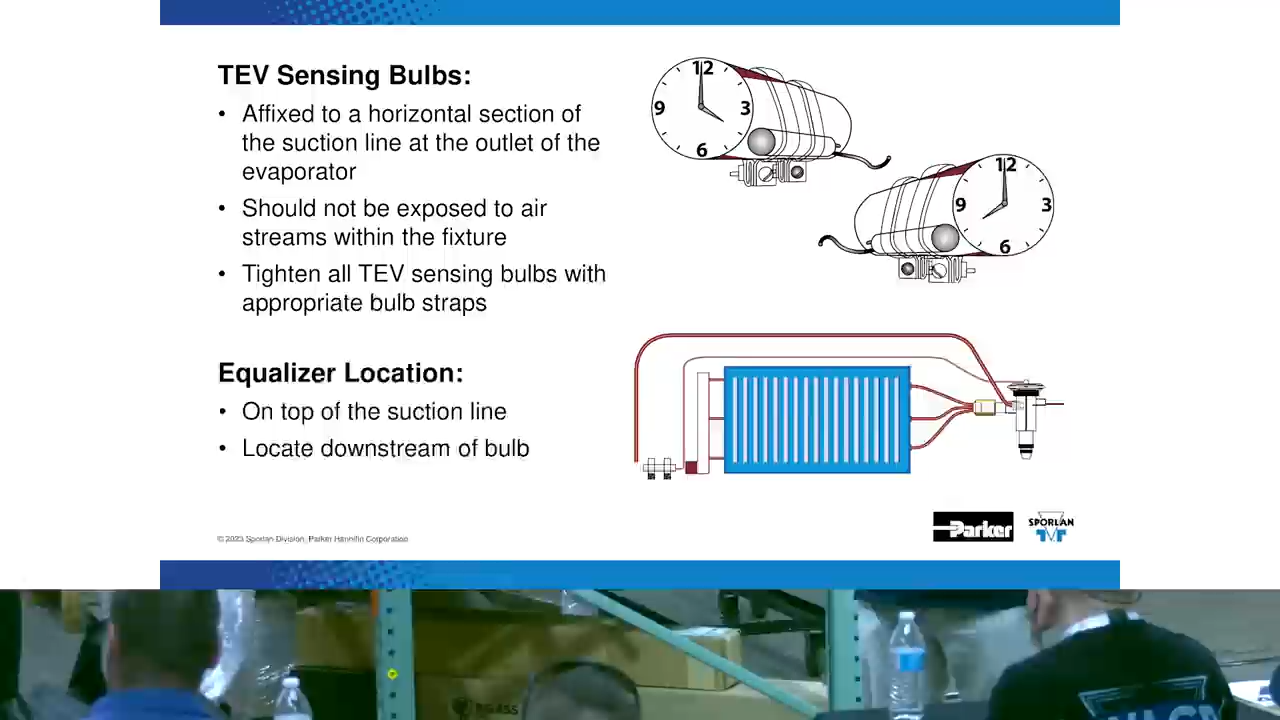 TEV Sensing Bulbs:
• Affixed to a horizontal section of
the suction line at the outlet of the
evaporator
• Should not be exposed to air
streams within the fixture
• Tighten all TEV sensing bulbs with
appropriate bulb straps
Equalizer Location:
• On top of the suction line
• Locate downstream of bulb
12
9
3
6
12
9
3
6
© 2023 Sporlan Division, Parker Hannifin Corporation
Parker
SPORLAN